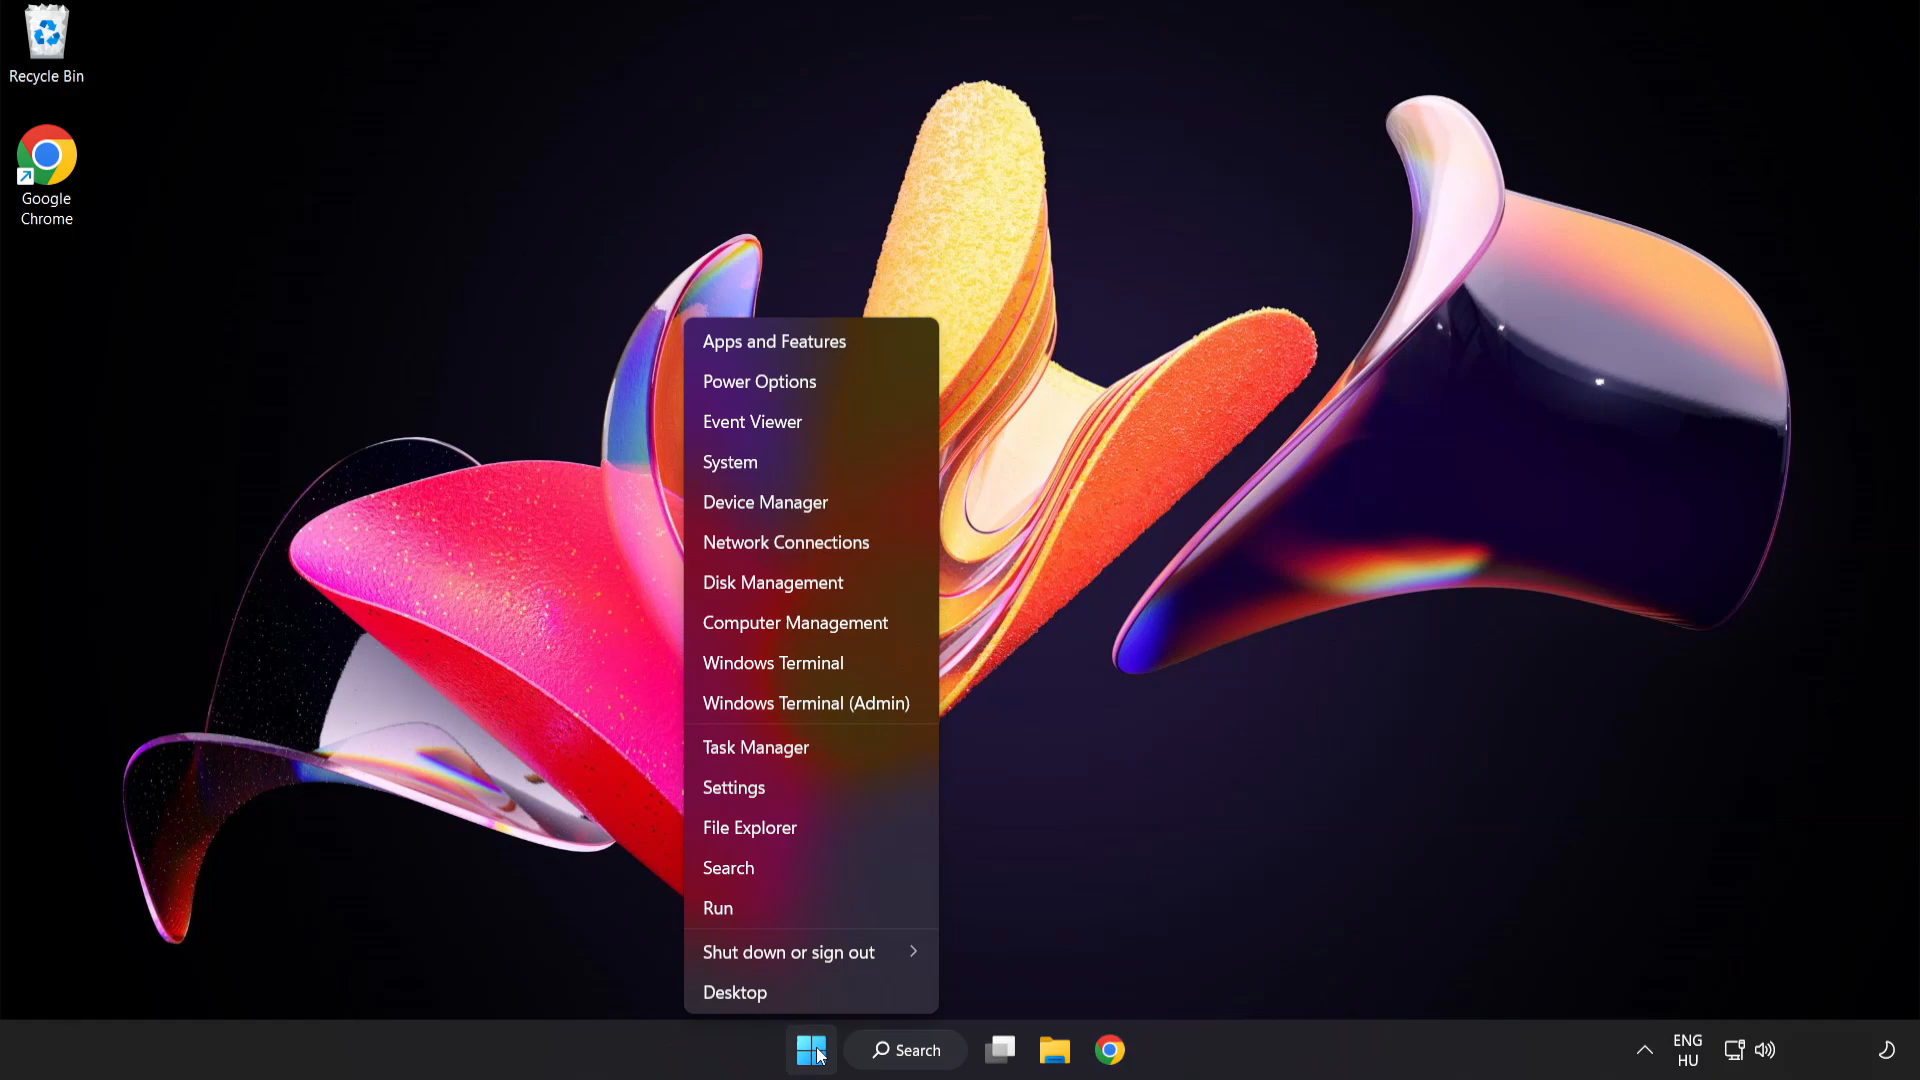 Recycle Bin
Google
Chrome
Apps and Features
Power Options
Event Viewer
System
Device Manager
Network Connections
Disk Management
Computer Management
Windows Terminal
Windows Terminal (Admin)
Task Manager
Settings
File Explorer
Search
Run
Shut down or sign out
Desktop
Search
ENG
HU